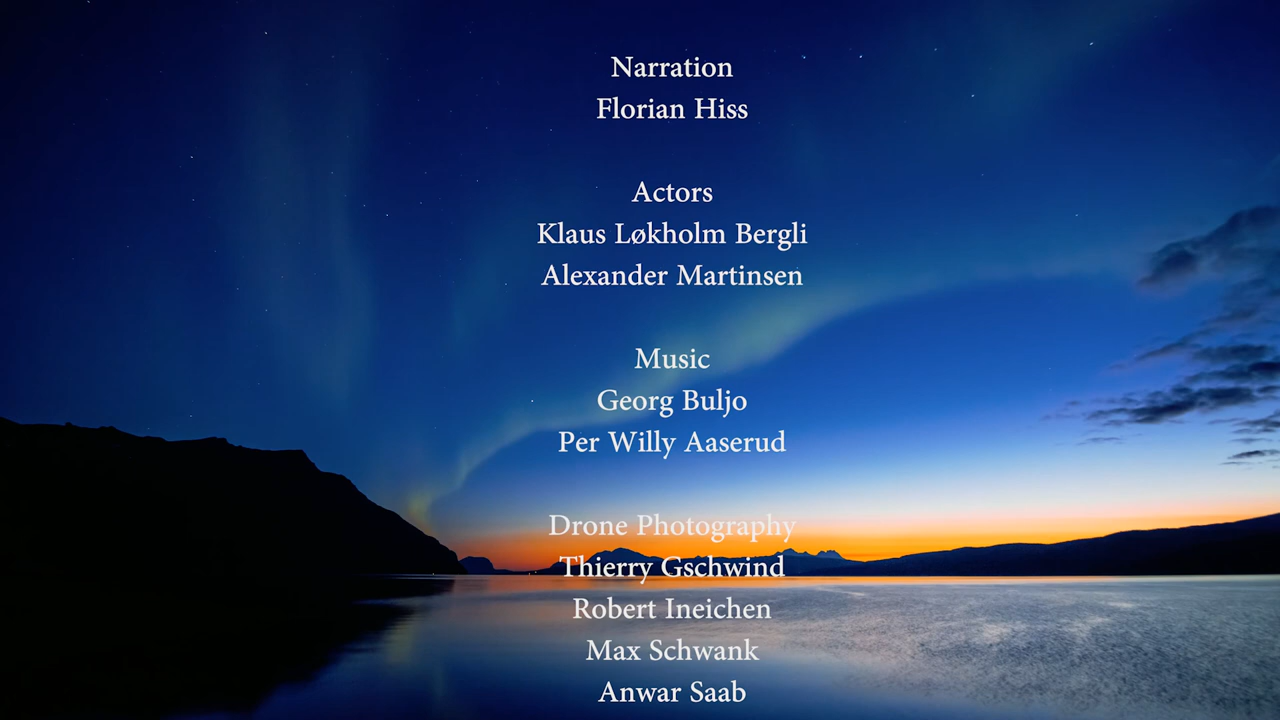 Narration
Florian Hiss
Actors
Klaus Løkholm Bergli
Alexander Martinsen
Music
Georg Buljo
Per Willy Aaserud
Drone Photography
Thierry Gschwind
Robert Ineichen
Max Schwank
Anwar Saab